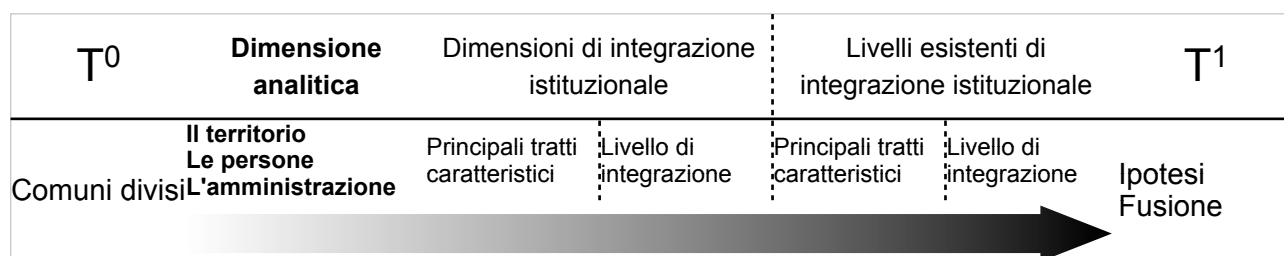 T⁰
Dimensione
analitica
Dimensioni di integrazione
istituzionale
Livelli esistenti di
integrazione istituzionale
T¹
Comuni divisi
Il territorio
Le persone
L'amministrazione
Principali tratti
caratteristici
Livello di
integrazione
Principali tratti
caratteristici
Livello di
integrazione
Ipotesi
Fusione